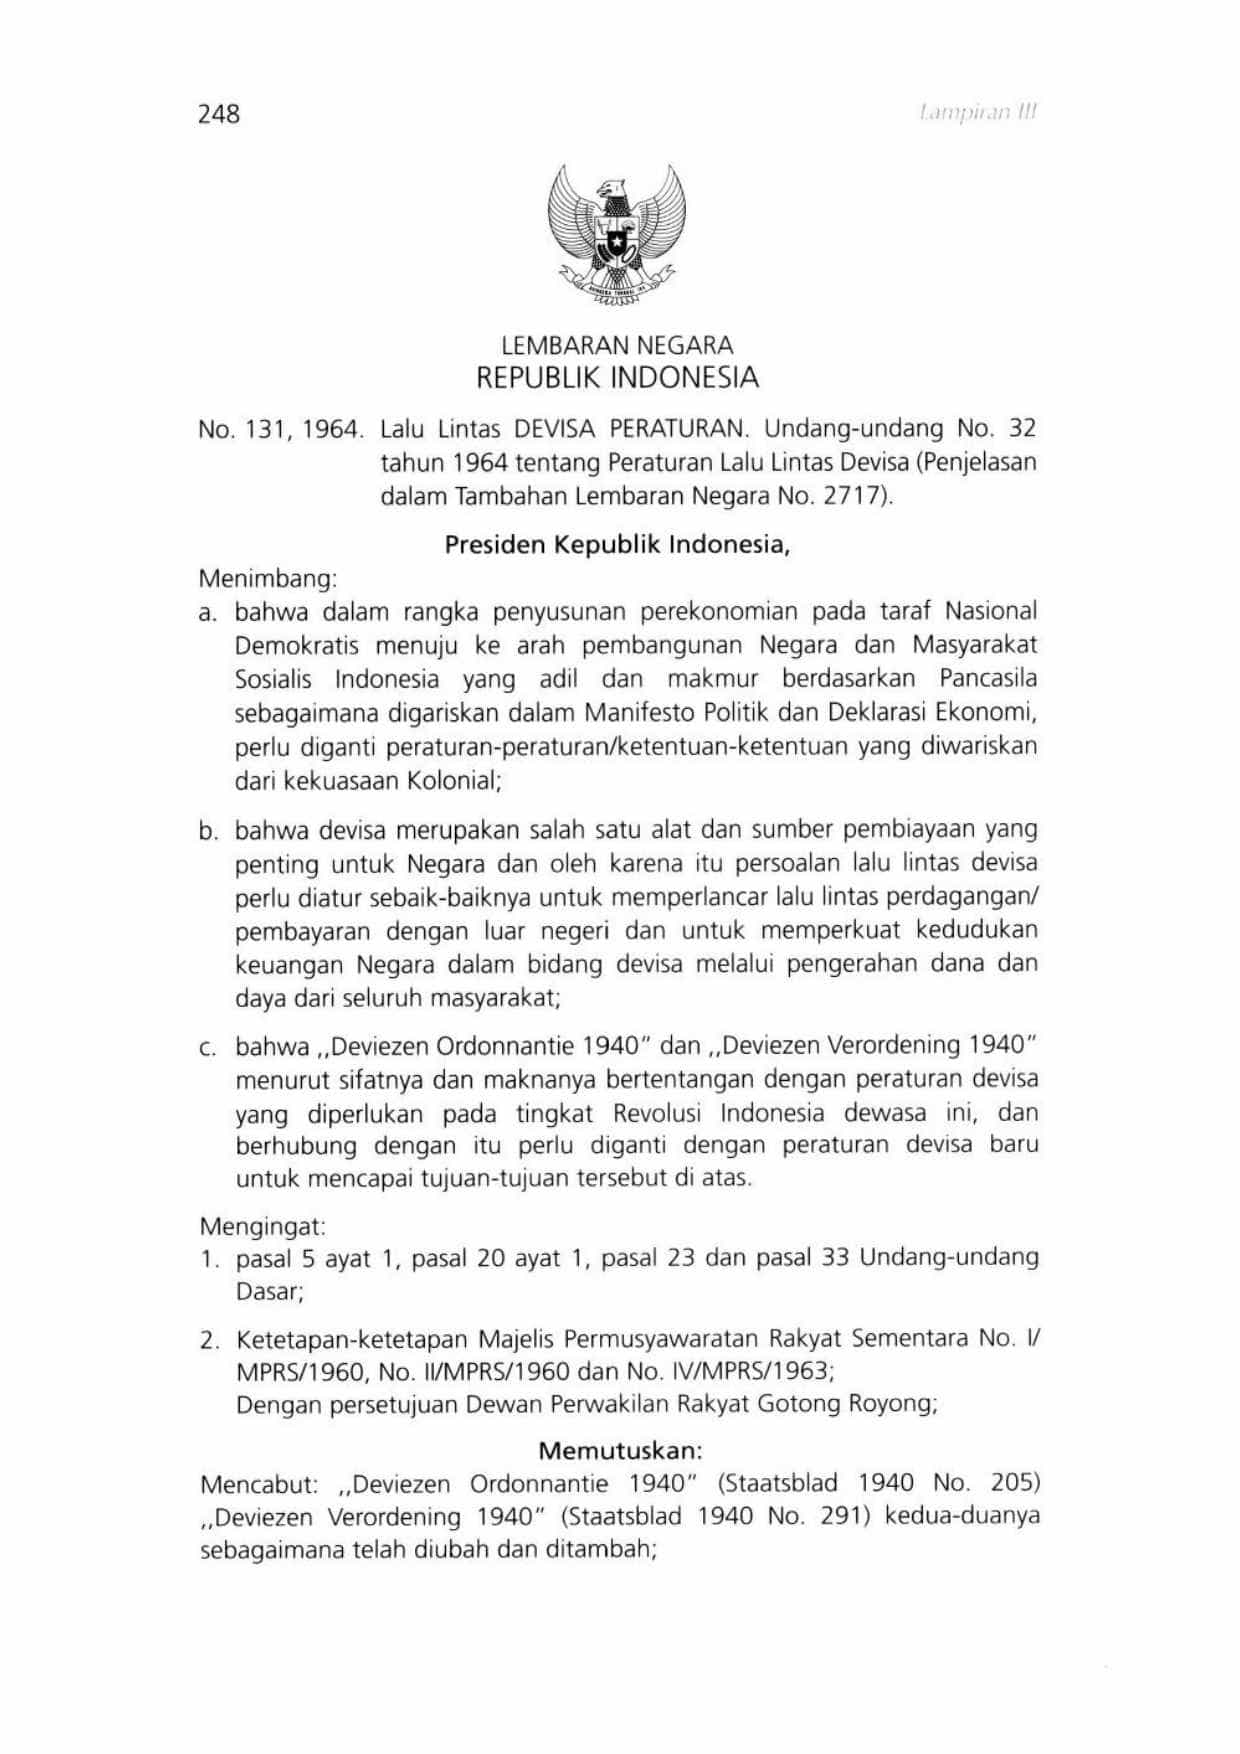 248
Lampiran III
LEMBARAN NEGARA
REPUBLIK INDONESIA
No. 131, 1964. Lalu Lintas DEVISA PERATURAN. Undang-undang No. 32
tahun 1964 tentang Peraturan Lalu Lintas Devisa (Penjelasan
dalam Tambahan Lembaran Negara No. 2717).
Presiden Kepublik Indonesia,
Menimbang:
a. bahwa dalam rangka penyusunan perekonomian pada taraf Nasional
Demokratis menuju ke arah pembangunan Negara dan Masyarakat
Sosialis Indonesia yang adil dan makmur berdasarkan Pancasila
sebagaimana digariskan dalam Manifesto Politik dan Deklarasi Ekonomi,
perlu diganti peraturan-peraturan/ketentuan-ketentuan yang diwariskan
dari kekuasaan Kolonial;
b. bahwa devisa merupakan salah satu alat dan sumber pembiayaan yang
penting untuk Negara dan oleh karena itu persoalan lalu lintas devisa
perlu diatur sebaik-baiknya untuk memperlancar lalu lintas perdagangan/
pembayaran dengan luar negeri dan untuk memperkuat kedudukan
keuangan Negara dalam bidang devisa melalui pengerahan dana dan
daya dari seluruh masyarakat;
c. bahwa ,,Deviezen Ordonnantie 1940" dan ,,Deviezen Verordening 1940"
menurut sifatnya dan maknanya bertentangan dengan peraturan devisa
yang diperlukan pada tingkat Revolusi Indonesia dewasa ini, dan
berhubung dengan itu perlu diganti dengan peraturan devisa baru
untuk mencapai tujuan-tujuan tersebut di atas.
Mengingat:
1. pasal 5 ayat 1, pasal 20 ayat 1, pasal 23 dan pasal 33 Undang-undang
Dasar;
2. Ketetapan-ketetapan Majelis Permusyawaratan Rakyat Sementara No. I/
MPRS/1960, No. II/MPRS/1960 dan No. IV/MPRS/1963;
Dengan persetujuan Dewan Perwakilan Rakyat Gotong Royong;
Memutuskan:
Mencabut: ,,Deviezen Ordonnantie 1940" (Staatsblad 1940 No. 205)
,,Deviezen Verordening 1940" (Staatsblad 1940 No. 291) kedua-duanya
sebagaimana telah diubah dan ditambah;